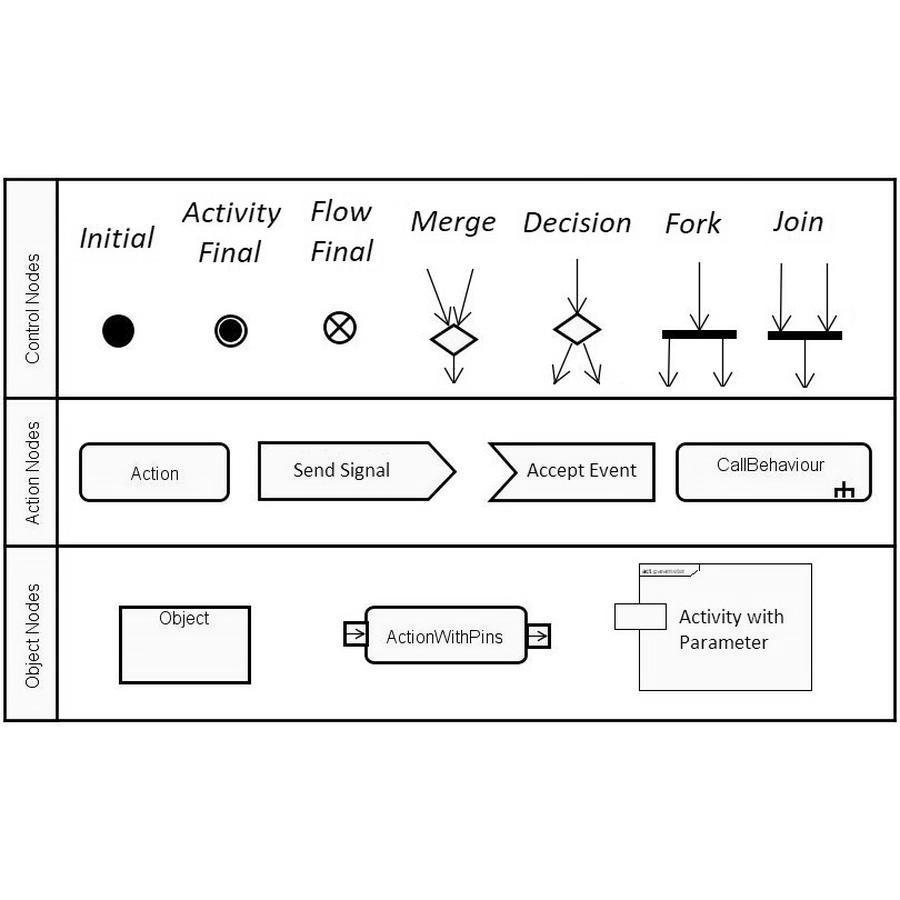 Control Nodes
Initial
Activity
Final
Flow
Final
Merge
Decision
Fork
Join
Action Nodes
Action
Send Signal
Accept Event
CallBehaviour
Object Nodes
Object
ActionWithPins
act parameter
Activity with
Parameter